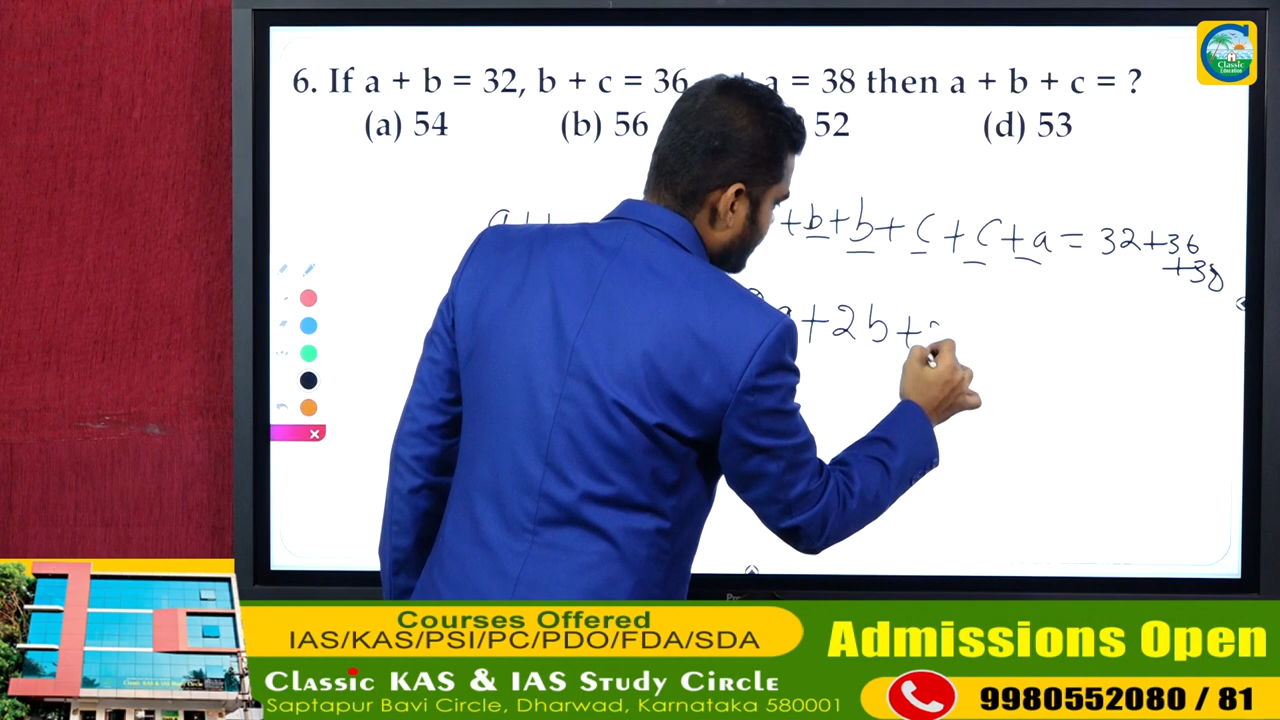 6. If a + b = 32, b + c = 36 a = 38 then a + b + c = ?
(a) 54 (b) 56 52 (d) 53
+ b + b + c + c + a = 32+36
+38
+ 2b +
Classic
Education
Courses Offered
IAS/KAS/PSI/PC/PDO/FDA/SDA
Classic KAS & IAS Study Circle
Saptapur Bavi Circle, Dharwad, Karnataka 580001
Admissions Open
9980552080 / 81